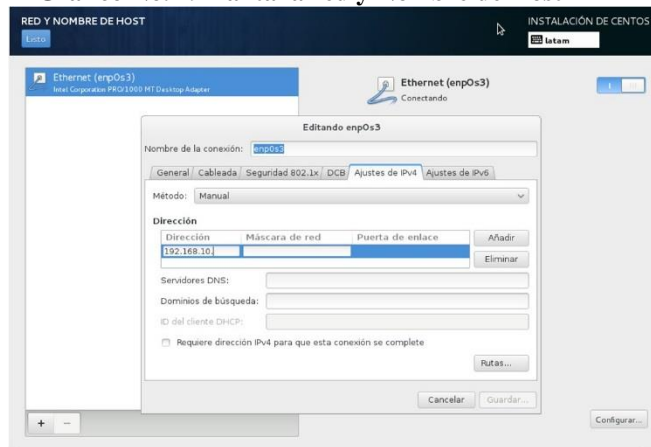 RED Y NOMBRE DE HOST
INSTALACIÓN DE CENTOS
Listo
latam
Ethernet (enp0s3)
Intel Corporation PRO/1000 MT Desktop Adapter
Ethernet (enp0s3)
Conectando
Editando enp0s3
Nombre de la conexión: enp0s3
General Cableada Seguridad 802.1x DCB Ajustes de IPv4 Ajustes de IPv6
Método: Manual
Dirección
Dirección Máscara de red Puerta de enlace
Añadir
192.168.10.
Eliminar
Servidores DNS:
Dominios de búsqueda:
ID del cliente DHCP:
Requiere dirección IPv4 para que esta conexión se complete
Rutas...
Cancelar Guardar...
+ − Configurar...